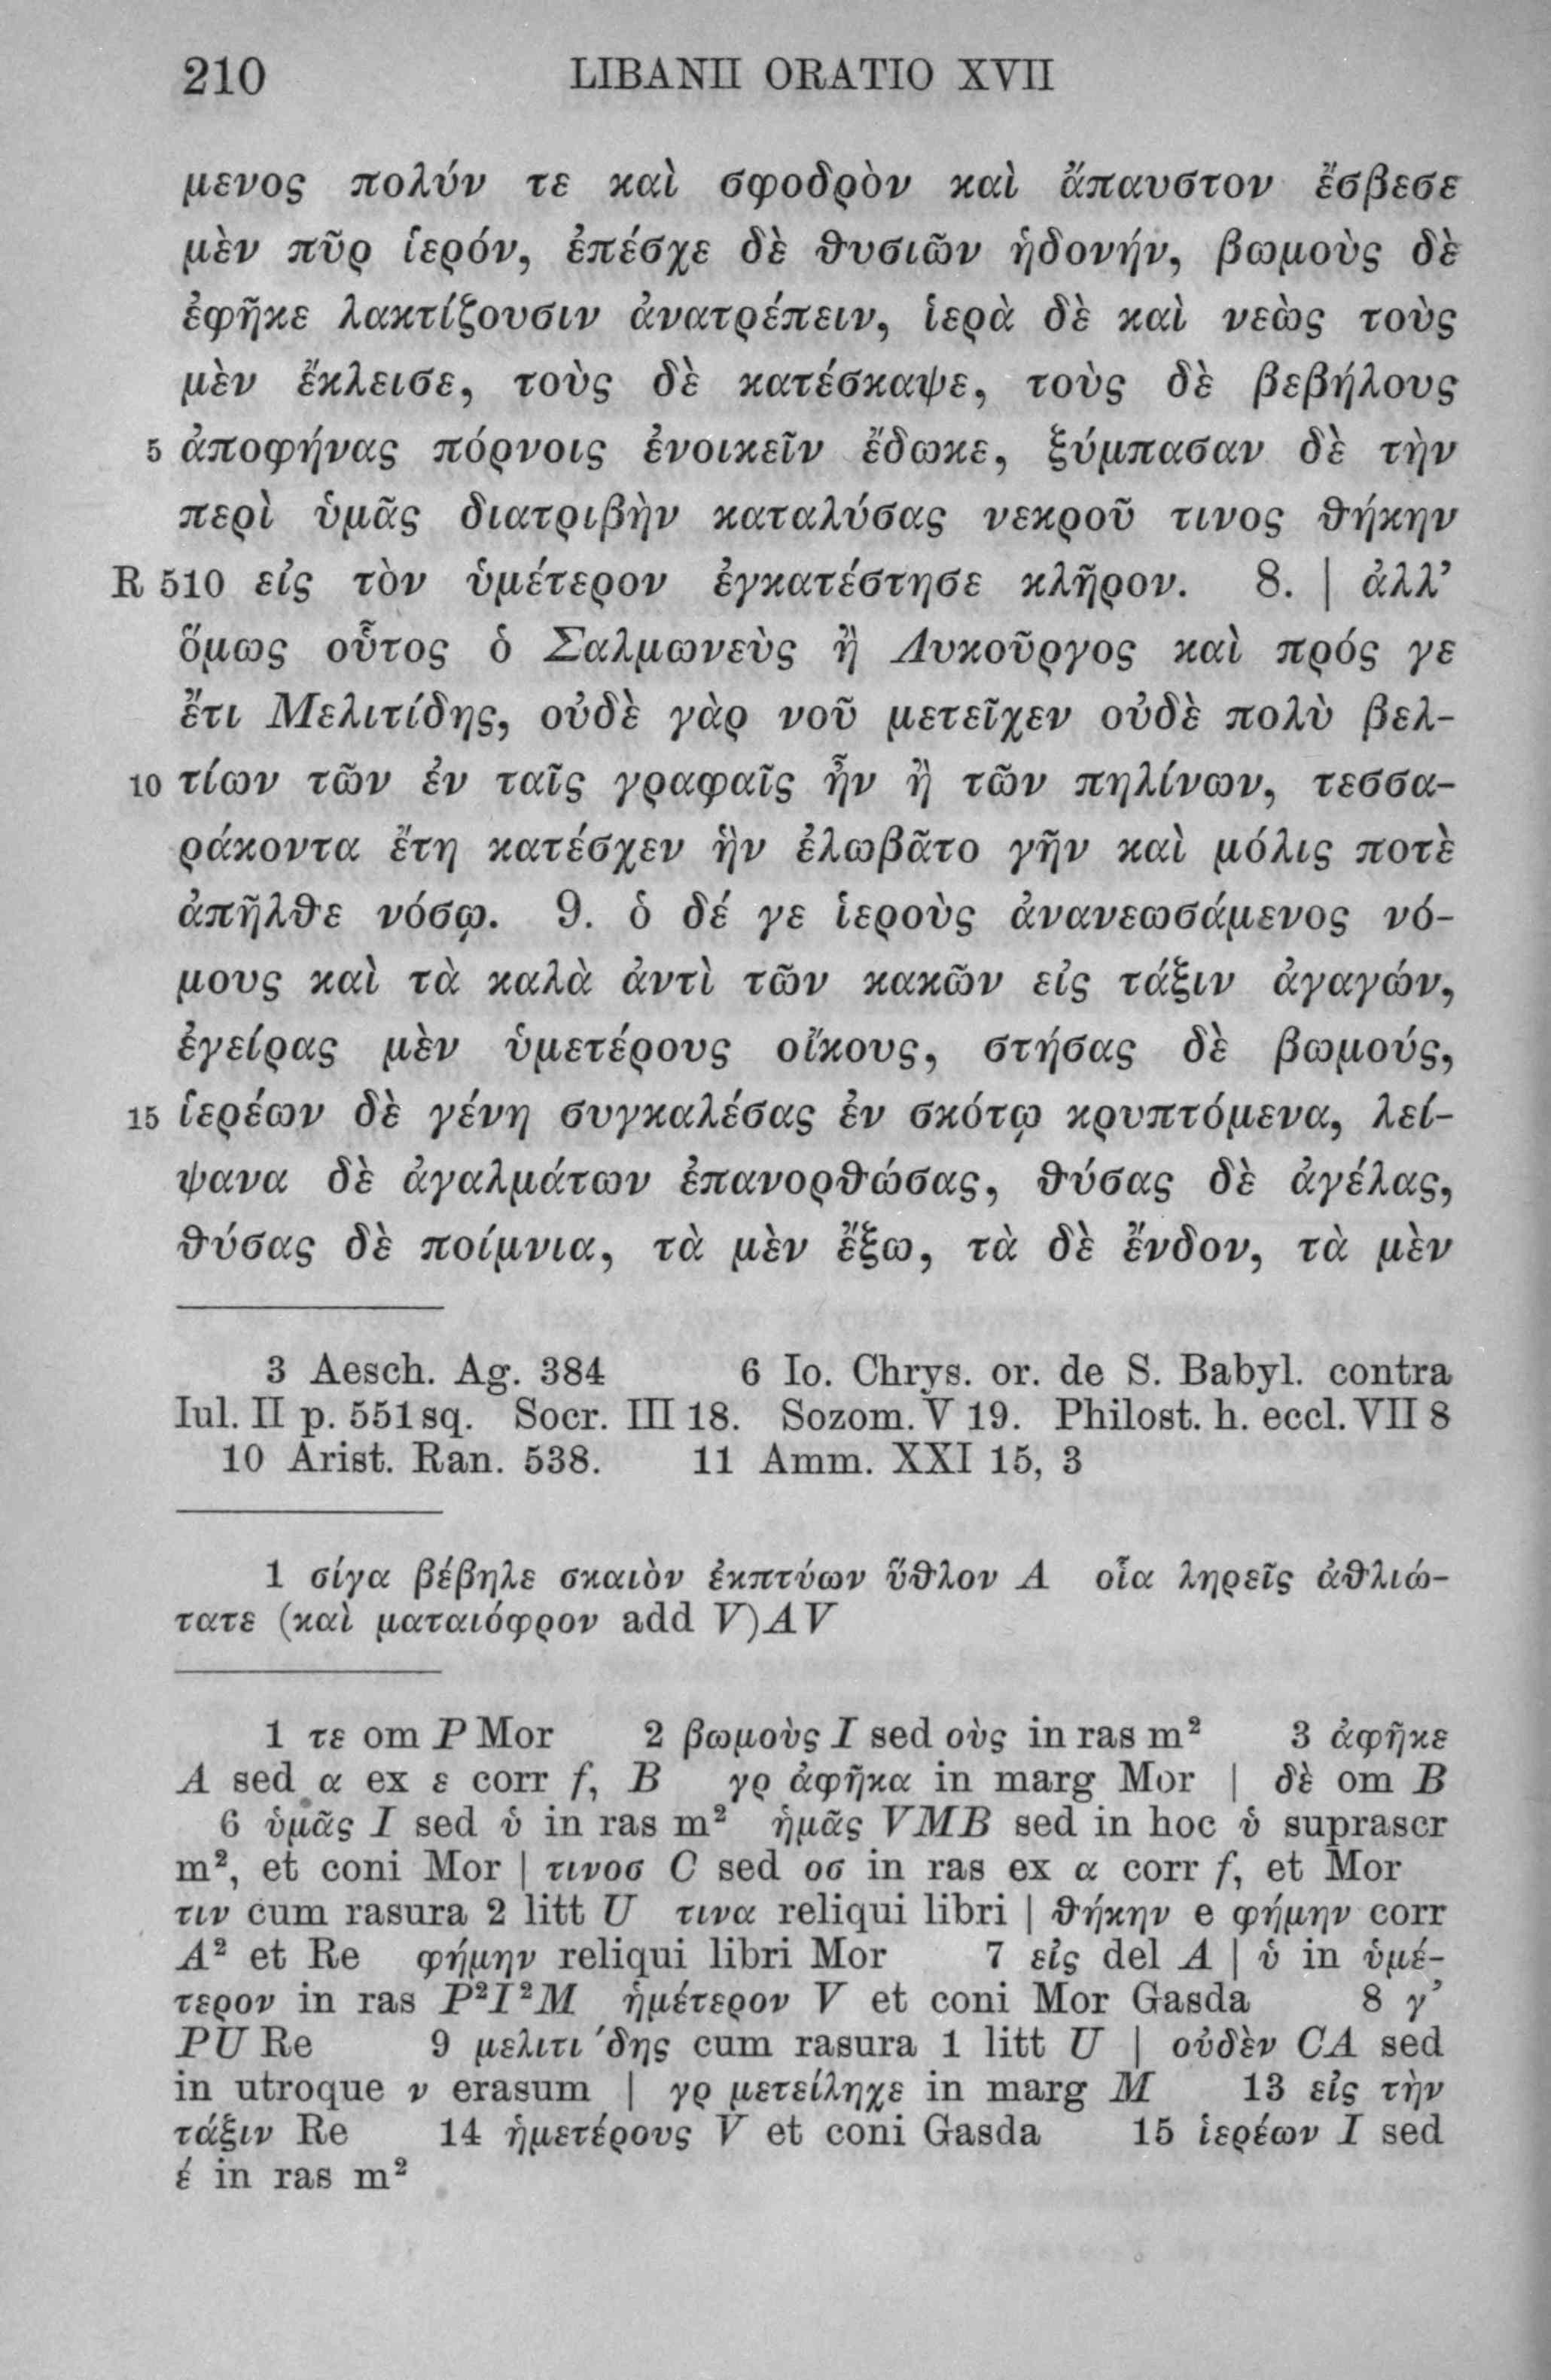 210 LIBANII ORATIO XVII
μενος πολύν τε καὶ σφοδρὸν καὶ ἄπαυστον ἔσβεσε
μὲν πῦρ ἱερόν, ἐπέσχε δὲ θυσιῶν ἡδονήν, βωμοὺς δὲ
ἐφῆκε λακτίζουσιν ἀνατρέπειν, ἱερὰ δὲ καὶ νεὼς τοὺς
μὲν ἔκλεισε, τοὺς δὲ κατέσκαψε, τοὺς δὲ βεβήλους
5 ἀποφήνας πόρνοις ἐνοικεῖν ἔδωκε, ξύμπασαν δὲ τὴν
περὶ ὑμᾶς διατριβὴν καταλύσας νεκροῦ τινος θήκην
R 510 εἰς τὸν ὑμέτερον ἐγκατέστησε κλῆρον. 8. | ἀλλ’
ὅμως οὗτος ὁ Σαλμωνεὺς ἢ Λυκοῦργος καὶ πρός γε
ἔτι Μελιτίδης, οὐδὲ γὰρ νοῦ μετεῖχεν οὐδὲ πολὺ βελ-
10 τίων τῶν ἐν ταῖς γραφαῖς ἦν ἢ τῶν πηλίνων, τεσσα-
ράκοντα ἔτη κατέσχεν ἣν ἐλωβᾶτο γῆν καὶ μόλις ποτὲ
ἀπῆλθε νόσῳ. 9. ὁ δέ γε ἱεροὺς ἀνανεωσάμενος νό-
μους καὶ τὰ καλὰ ἀντὶ τῶν κακῶν εἰς τάξιν ἀγαγών,
ἐγείρας μὲν ὑμετέρους οἴκους, στήσας δὲ βωμούς,
15 ἱερέων δὲ γένη συγκαλέσας ἐν σκότῳ κρυπτόμενα, λεί-
ψανα δὲ ἀγαλμάτων ἐπανορθώσας, θύσας δὲ ἀγέλας,
θύσας δὲ ποίμνια, τὰ μὲν ἔξω, τὰ δὲ ἔνδον, τὰ μὲν
3 Aesch. Ag. 384 6 Io. Chrys. or. de S. Babyl. contra
Iul. II p. 551 sq. Socr. III 18. Sozom. V 19. Philost. h. eccl. VII 8
10 Arist. Ran. 538. 11 Amm. XXI 15, 3
1 σίγα βέβηλε σκαιὸν ἐκπτύων ὕθλον A οἷα ληρεῖς ἀθλιώ-
τατε (καὶ ματαιόφρον add V) AV
1 τε om P Mor 2 βωμοὺς I sed οὺς in ras m² 3 ἀφῆκε
A sed α ex ε corr f, B γρ ἀφῆκα in marg Mor | δὲ om B
6 ὑμᾶς I sed ὑ in ras m² ἡμᾶς VMB sed in hoc ὑ suprascr
m², et coni Mor | τινοσ C sed οσ in ras ex α corr f, et Mor
τιν cum rasura 2 litt U τινα reliqui libri | θήκην e φήμην corr
A² et Re φήμην reliqui libri Mor 7 εἰς del A | ὑ in ὑμέ-
τερον in ras P²I²M ἡμέτερον V et coni Mor Gasda 8 γ’
PU Re 9 μελιτι ´δης cum rasura 1 litt U | οὐδὲν CA sed
in utroque ν erasum | γρ μετείληχε in marg M 13 εἰς τὴν
τάξιν Re 14 ἡμετέρους V et coni Gasda 15 ἱερέων I sed
έ in ras m²